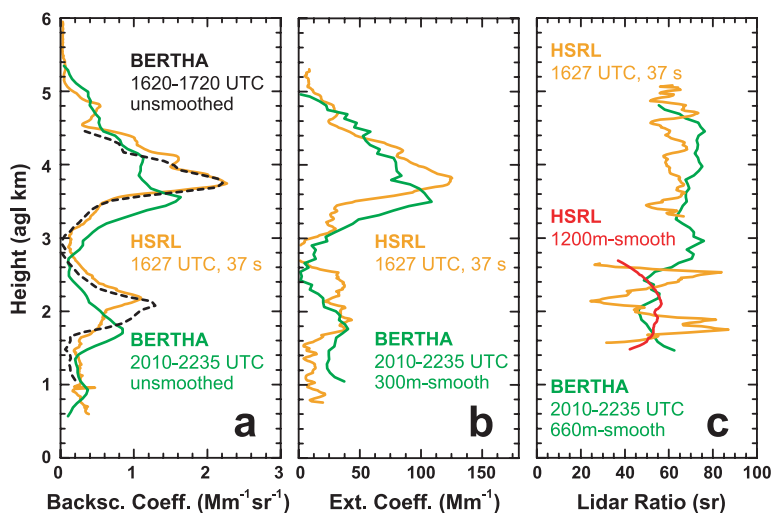 6
5
4
3
2
1
0
Height (agl km)
BERTHA
1620-1720 UTC
unsmoothed
HSRL
1627 UTC, 37 s
BERTHA
2010-2235 UTC
unsmoothed
a
0 1 2 3
Backsc. Coeff. (Mm⁻¹sr⁻¹)
HSRL
1627 UTC, 37 s
BERTHA
2010-2235 UTC
300m-smooth
b
0 50 100 150
Ext. Coeff. (Mm⁻¹)
HSRL
1627 UTC, 37 s
HSRL
1200m-smooth
BERTHA
2010-2235 UTC
660m-smooth
c
0 20 40 60 80 100
Lidar Ratio (sr)